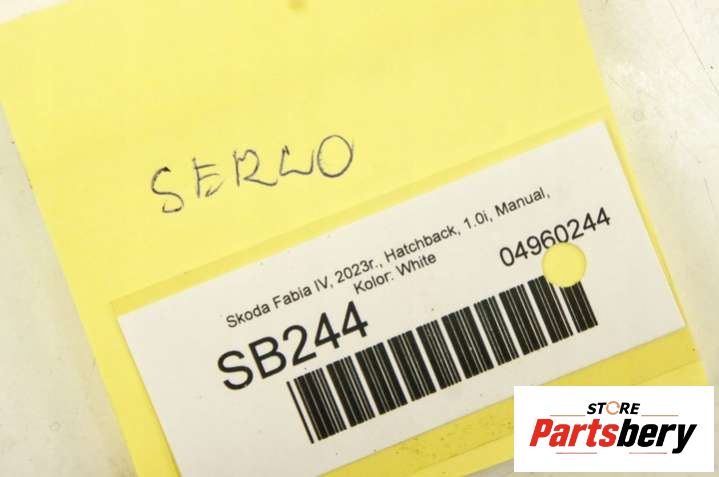 SERWO
Skoda Fabia IV, 2023r., Hatchback, 1.0i, Manual,
Kolor: White
SB244
04960244
STORE
Partsbery